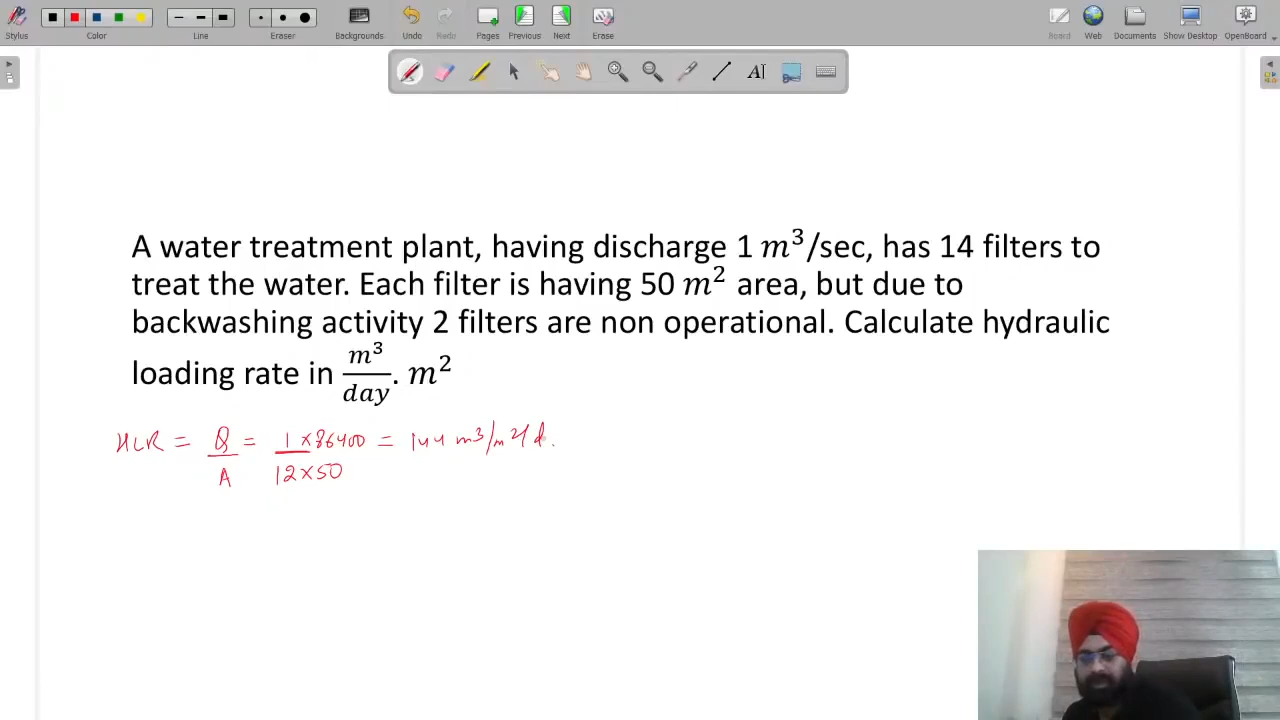 Stylus
Color
Line
Eraser
Backgrounds
Undo
Redo
Pages
Previous
Next
Erase
Board
Web
Documents
Show Desktop
OpenBoard
A water treatment plant, having discharge 1 m³/sec, has 14 filters to
treat the water. Each filter is having 50 m² area, but due to
backwashing activity 2 filters are non operational. Calculate hydraulic
loading rate in m³/day . m²
HLR = Q/A = 1 × 86400 / 12 × 50 = 144 m3/m2/d.